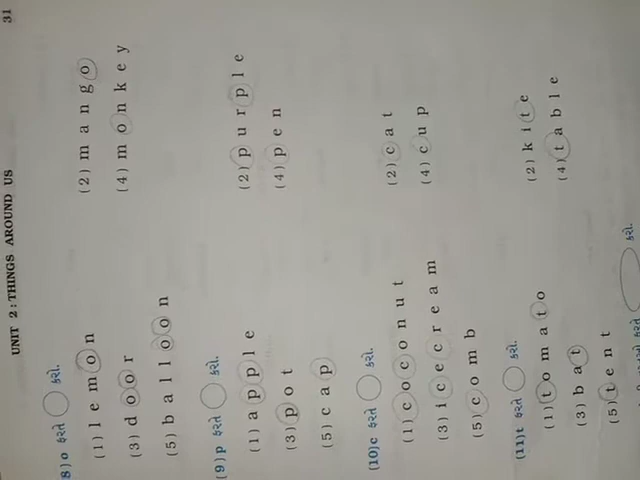 UNIT 2 : THINGS AROUND US 31
8) o ફરતે ◯ કરો.
(1) l e m o n (2) m a n g o
(3) d o o r (4) m o n k e y
(5) b a l l o o n
(9) p ફરતે ◯ કરો.
(1) a p p l e (2) p u r p l e
(3) p o t (4) p e n
(5) c a p
(10) c ફરતે ◯ કરો.
(1) c o c o n u t (2) c a t
(3) i c e c r e a m (4) c u p
(5) c o m b
(11) t ફરતે ◯ કરો.
(1) t o m a t o (2) k i t e
(3) b a t (4) t a b l e
(5) t e n t
ફરતે ◯ કરો.